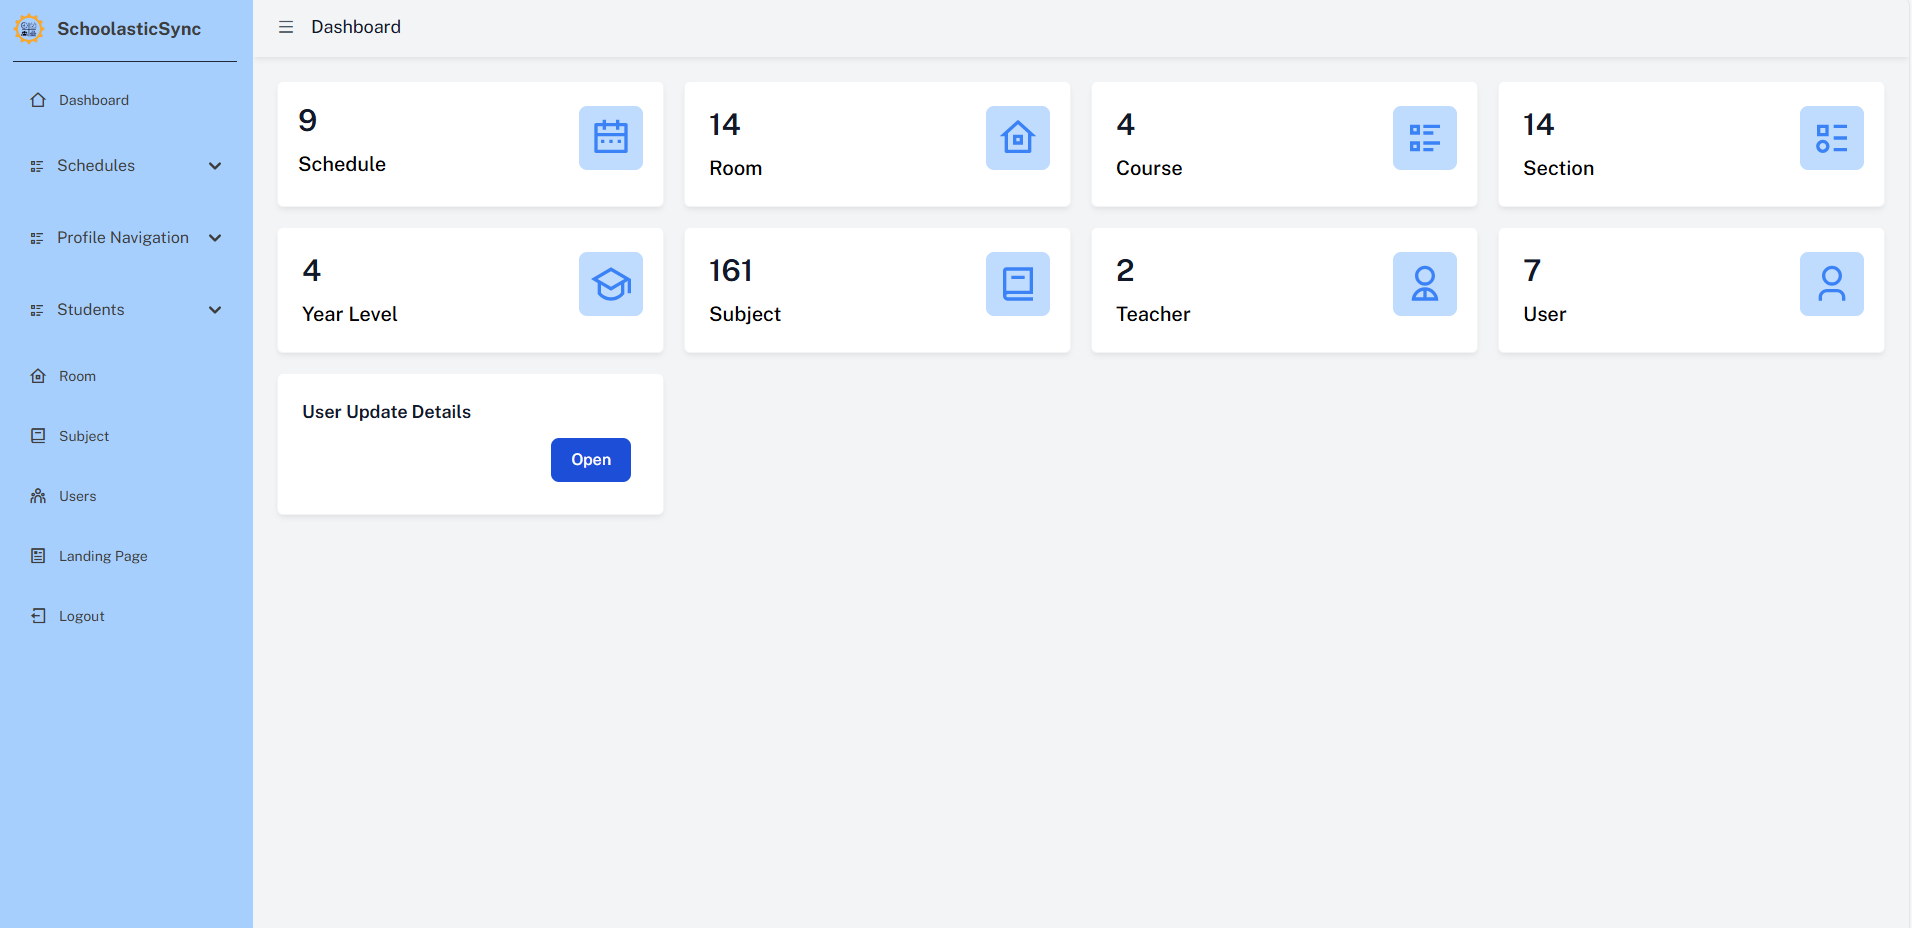 SchoolasticSync
Dashboard
Schedules
Profile Navigation
Students
Room
Subject
Users
Landing Page
Logout
Dashboard
9
Schedule
14
Room
4
Course
14
Section
4
Year Level
161
Subject
2
Teacher
7
User
User Update Details
Open